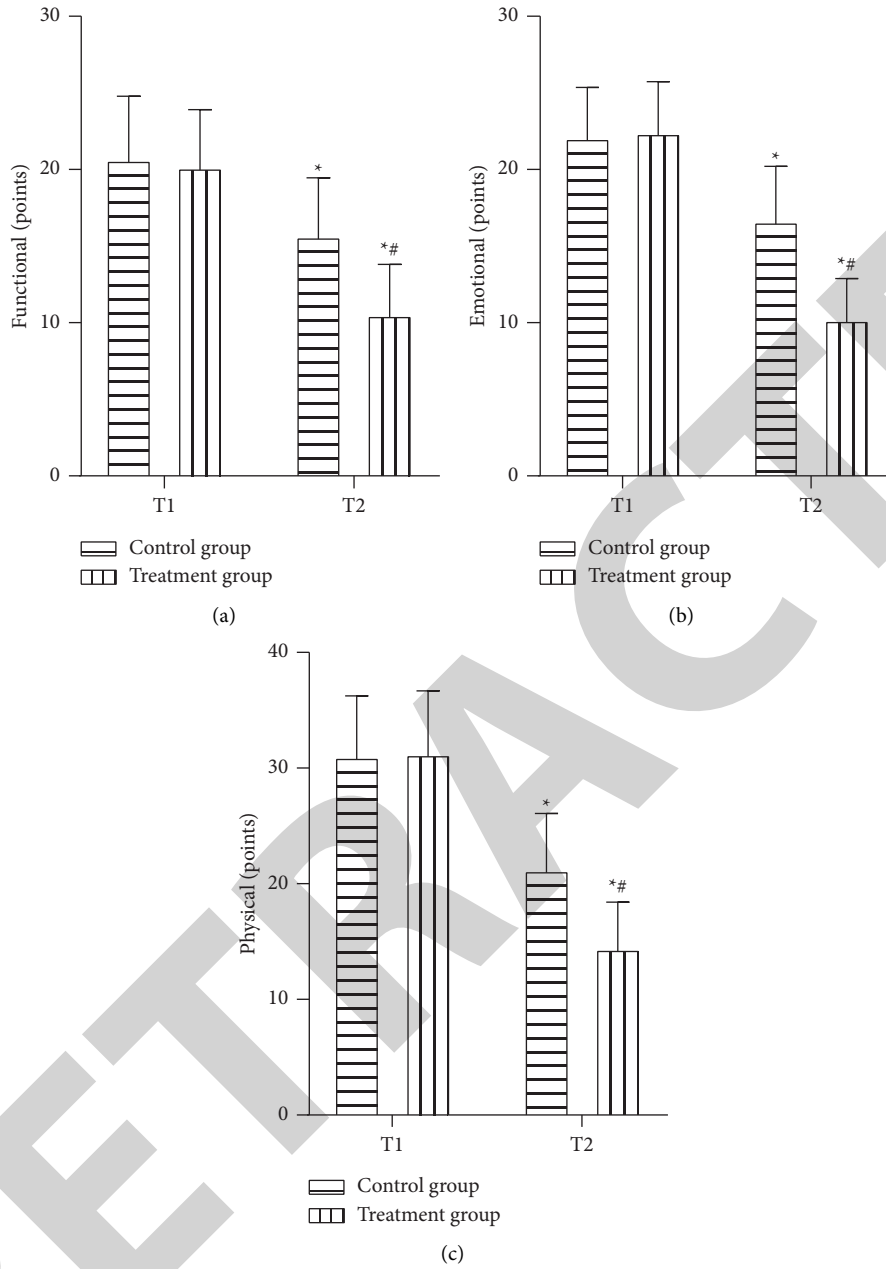 30
20
10
0
Functional (points)
*
*#
T1
T2
Control group
Treatment group
(a)
30
20
10
0
Emotional (points)
*
*#
T1
T2
Control group
Treatment group
(b)
40
30
20
10
0
Physical (points)
*
*#
T1
T2
Control group
Treatment group
(c)
ETRACTE